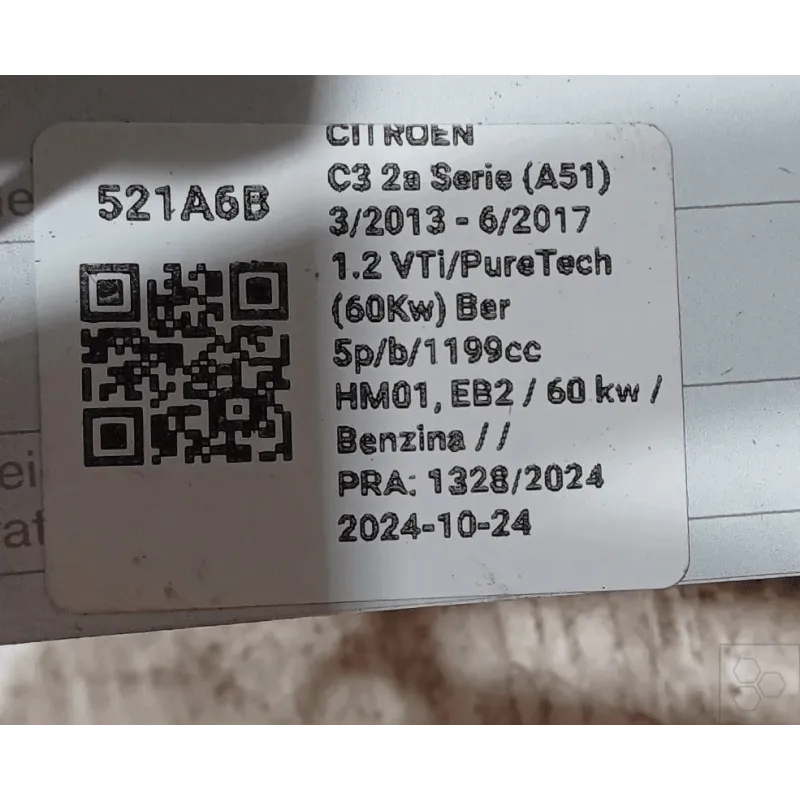 521A6B
CITROEN
C3 2a Serie (A51)
3/2013 - 6/2017
1.2 VTi/PureTech
(60Kw) Ber
5p/b/1199cc
HM01, EB2 / 60 kw /
Benzina / /
PRA: 1328/2024
2024-10-24